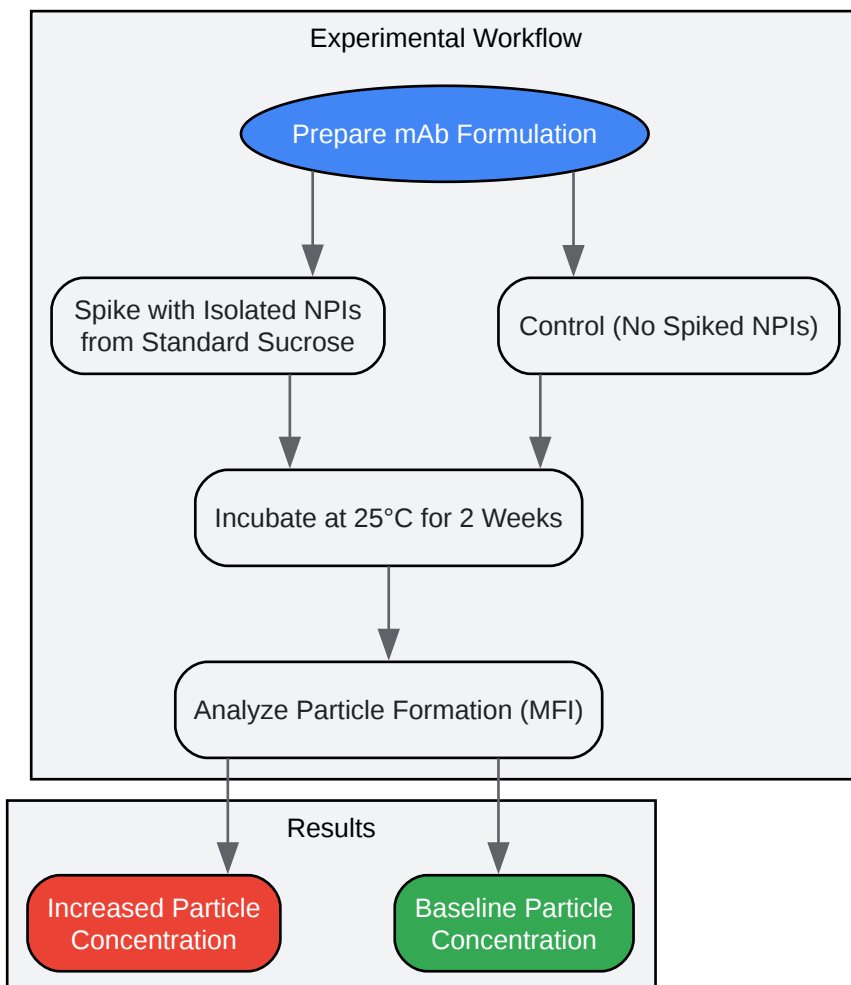 Experimental Workflow
Prepare mAb Formulation
Spike with Isolated NPIs
from Standard Sucrose
Control (No Spiked NPIs)
Incubate at 25°C for 2 Weeks
Analyze Particle Formation (MFI)
Results
Increased Particle
Concentration
Baseline Particle
Concentration